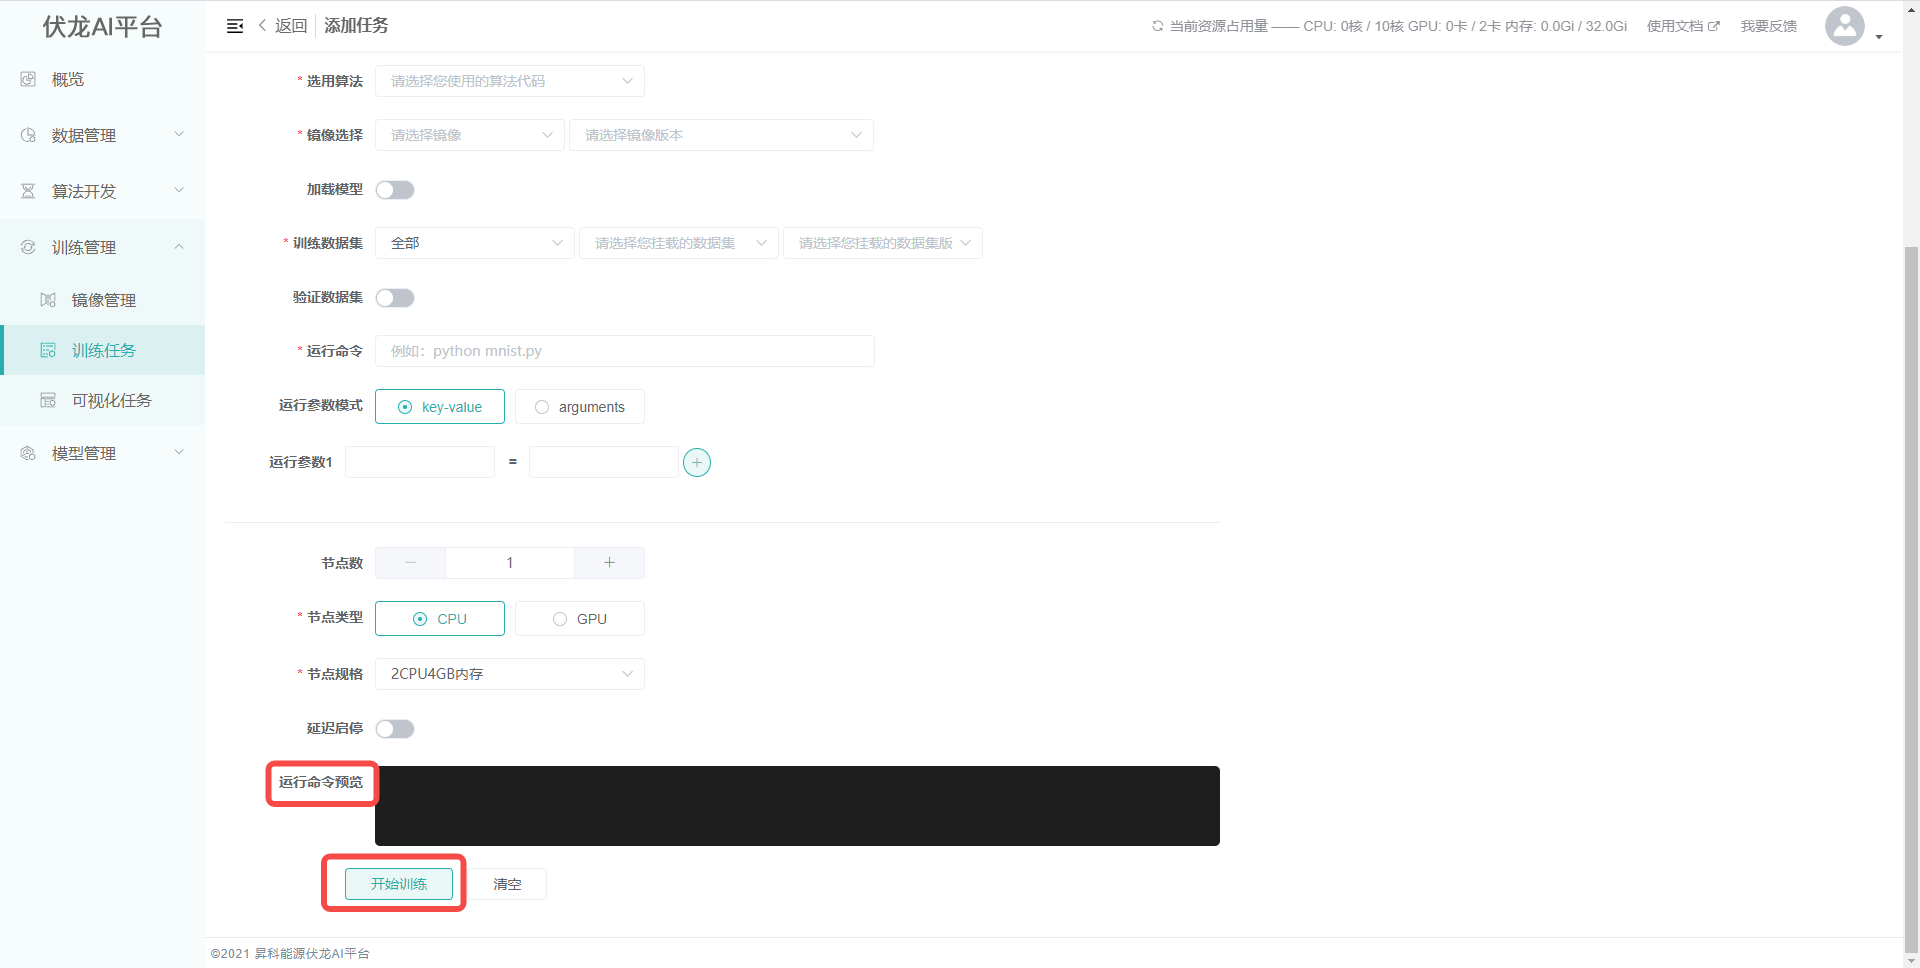 伏龙AI平台
返回
添加任务
当前资源占用量 —— CPU: 0核 / 10核 GPU: 0卡 / 2卡 内存: 0.0Gi / 32.0Gi
使用文档
我要反馈
概览
数据管理
算法开发
训练管理
镜像管理
训练任务
可视化任务
模型管理
* 选用算法 请选择您使用的算法代码
* 镜像选择 请选择镜像 请选择镜像版本
加载模型
* 训练数据集 全部 请选择您挂载的数据集 请选择您挂载的数据集版
验证数据集
* 运行命令 例如：python mnist.py
运行参数模式 key-value arguments
运行参数1 = +
节点数 － 1 +
* 节点类型 CPU GPU
* 节点规格 2CPU4GB内存
延迟启停
运行命令预览
开始训练 清空
©2021 昇科能源伏龙AI平台